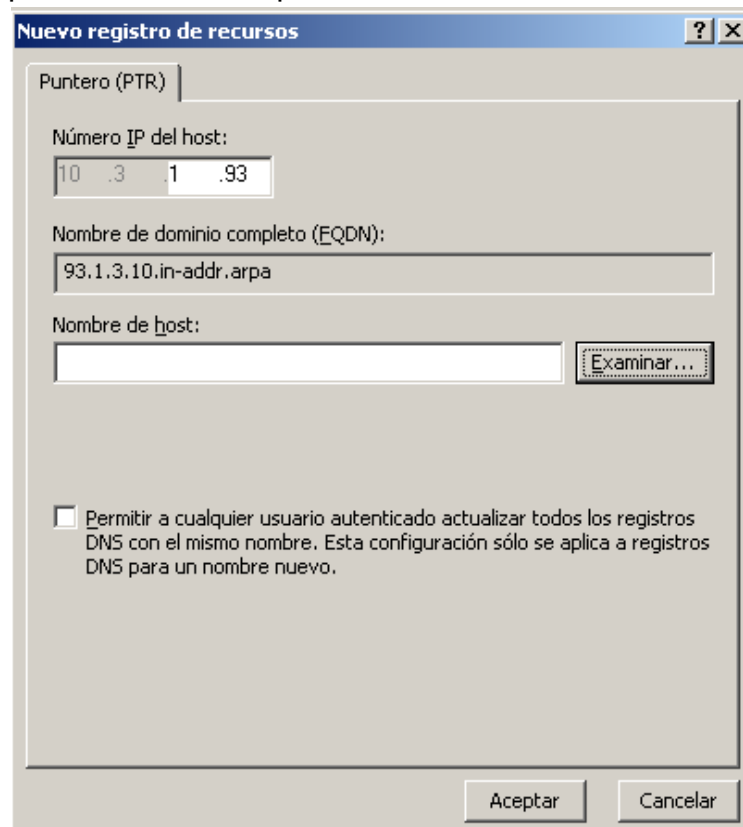 Nuevo registro de recursos
Puntero (PTR)
Número IP del host:
10 .3 .1 .93
Nombre de dominio completo (FQDN):
93.1.3.10.in-addr.arpa
Nombre de host:
Examinar...
Permitir a cualquier usuario autenticado actualizar todos los registros
DNS con el mismo nombre. Esta configuración sólo se aplica a registros
DNS para un nombre nuevo.
Aceptar Cancelar